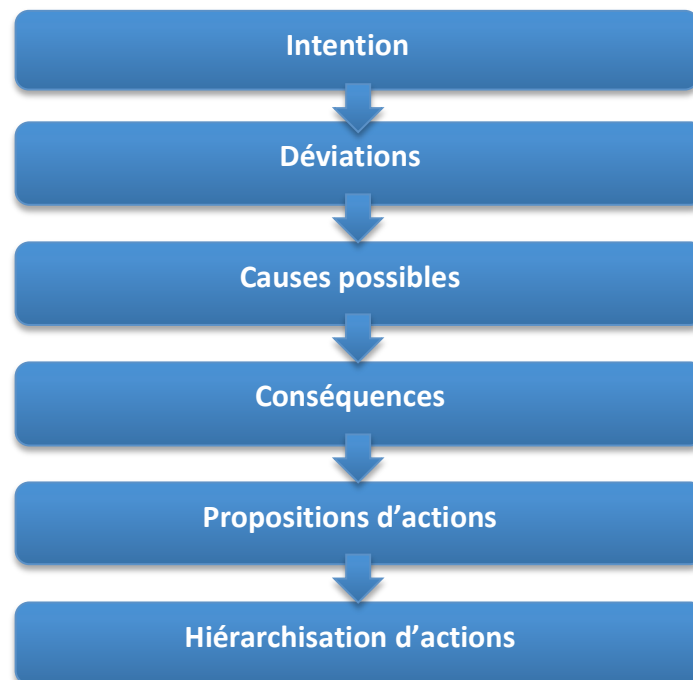 Intention
Déviations
Causes possibles
Conséquences
Propositions d’actions
Hiérarchisation d’actions